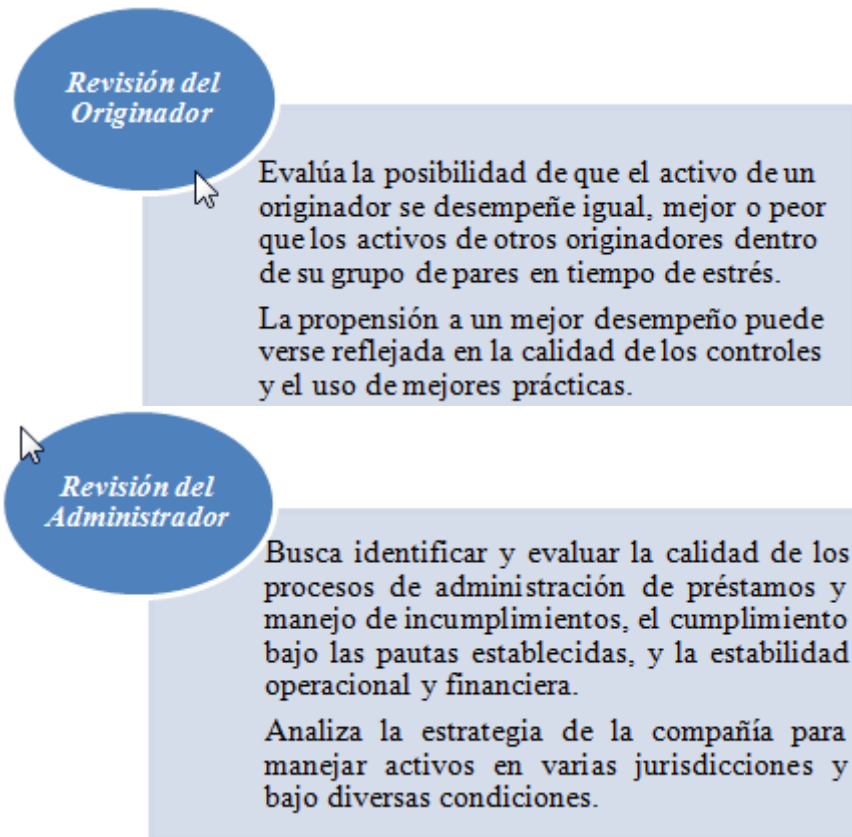 Revisión del
Originador
Evalúa la posibilidad de que el activo de un
originador se desempeñe igual, mejor o peor
que los activos de otros originadores dentro
de su grupo de pares en tiempo de estrés.
La propensión a un mejor desempeño puede
verse reflejada en la calidad de los controles
y el uso de mejores prácticas.
Revisión del
Administrador
Busca identificar y evaluar la calidad de los
procesos de administración de préstamos y
manejo de incumplimientos, el cumplimiento
bajo las pautas establecidas, y la estabilidad
operacional y financiera.
Analiza la estrategia de la compañía para
manejar activos en varias jurisdicciones y
bajo diversas condiciones.